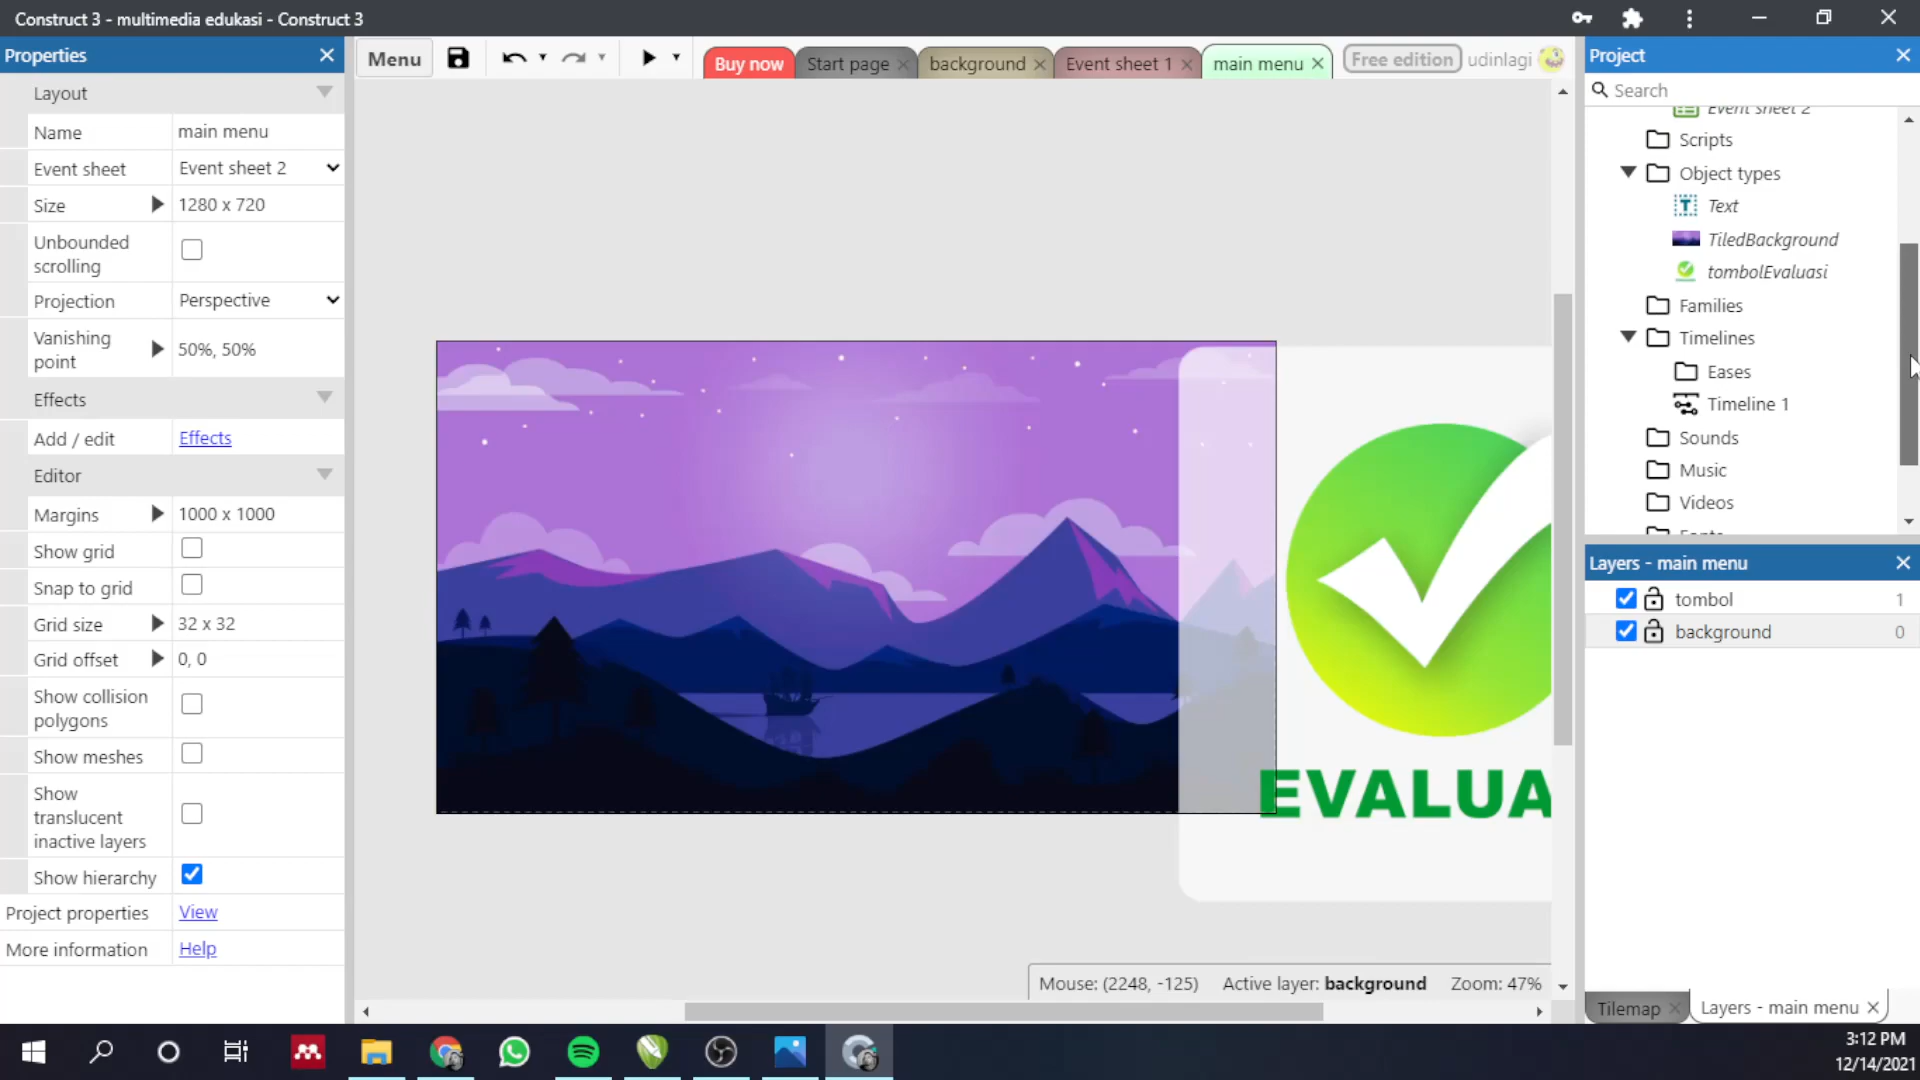 Construct 3 - multimedia edukasi - Construct 3
Properties
Layout
Name main menu
Event sheet Event sheet 2
Size 1280 x 720
Unbounded scrolling
Projection Perspective
Vanishing point 50%, 50%
Effects
Add / edit Effects
Editor
Margins 1000 x 1000
Show grid
Snap to grid
Grid size 32 x 32
Grid offset 0, 0
Show collision polygons
Show meshes
Show translucent inactive layers
Show hierarchy
Project properties View
More information Help
Menu
Buy now
Start page
background
Event sheet 1
main menu
Free edition
udinlagi
EVALUA
Mouse: (2248, -125) Active layer: background Zoom: 47%
Project
Search
Event sheet 2
Scripts
Object types
Text
TiledBackground
tombolEvaluasi
Families
Timelines
Eases
Timeline 1
Sounds
Music
Videos
Fonts
Layers - main menu
tombol 1
background 0
Tilemap
Layers - main menu
3:12 PM
12/14/2021